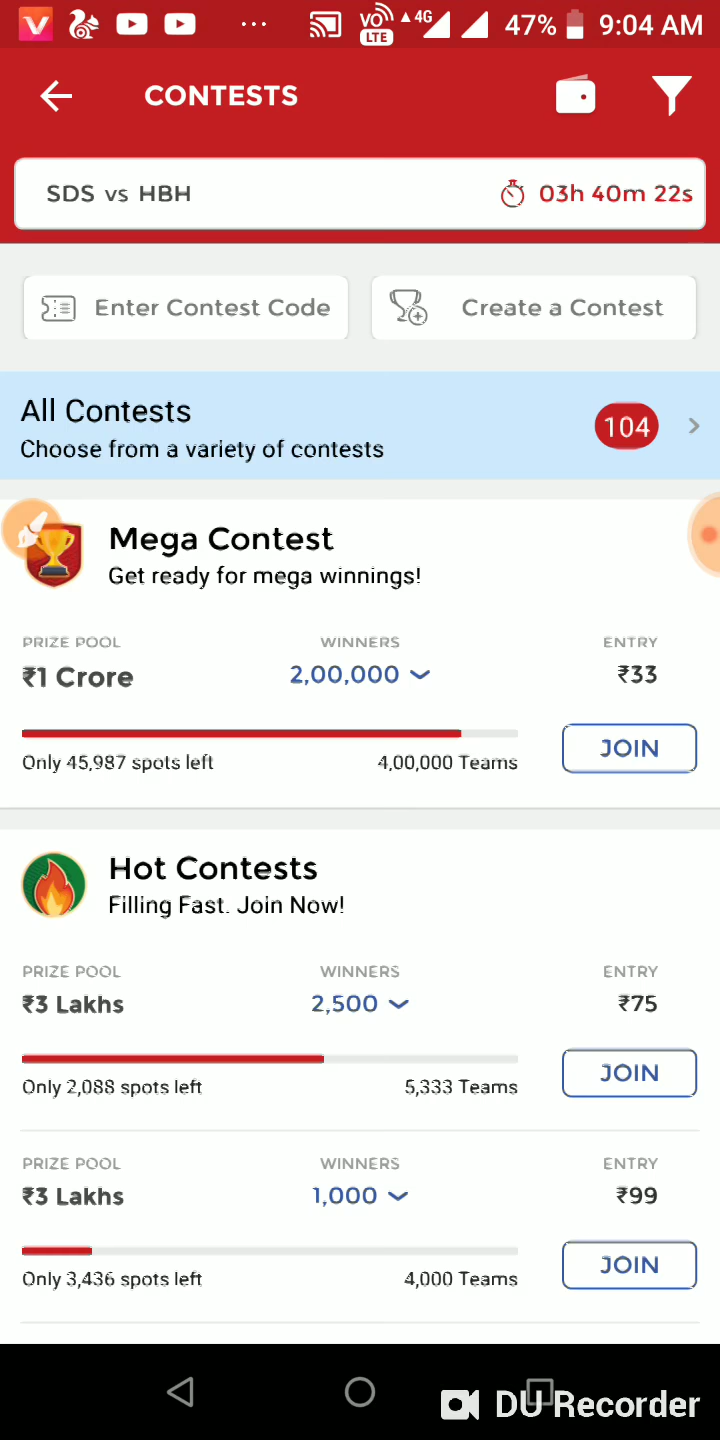 V VO LTE 4G 47% 9:04 AM
CONTESTS
SDS vs HBH 03h 40m 22s
Enter Contest Code Create a Contest
All Contests 104
Choose from a variety of contests
Mega Contest
Get ready for mega winnings!
PRIZE POOL WINNERS ENTRY
₹1 Crore 2,00,000 ₹33
Only 45,987 spots left 4,00,000 Teams JOIN
Hot Contests
Filling Fast. Join Now!
PRIZE POOL WINNERS ENTRY
₹3 Lakhs 2,500 ₹75
Only 2,088 spots left 5,333 Teams JOIN
PRIZE POOL WINNERS ENTRY
₹3 Lakhs 1,000 ₹99
Only 3,436 spots left 4,000 Teams JOIN
DU Recorder